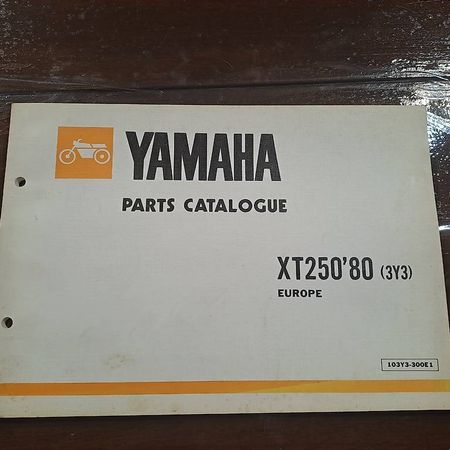 YAMAHA
PARTS CATALOGUE
XT250'80 (3Y3)
EUROPE
103Y3-300E1